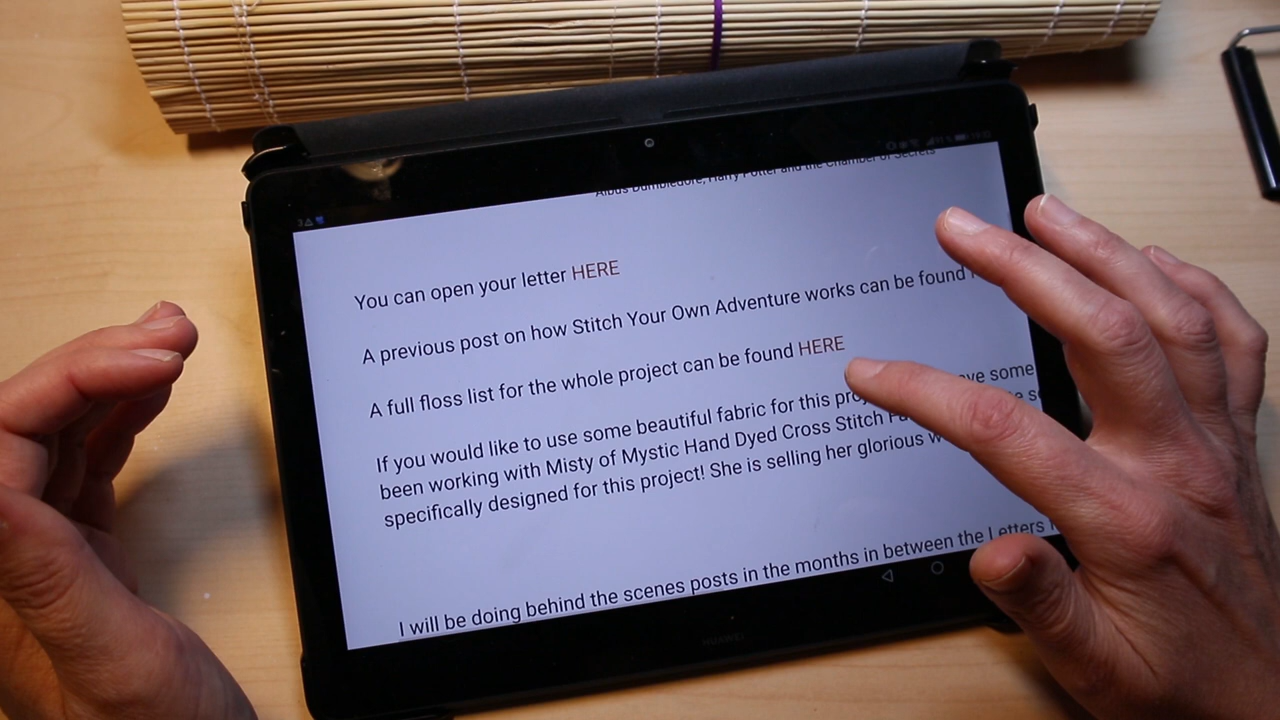 Albus Dumbledore, Harry Potter and the Chamber of Secrets
You can open your letter HERE
A previous post on how Stitch Your Own Adventure works can be found
A full floss list for the whole project can be found HERE
If you would like to use some beautiful fabric for this some
been working with Misty of Mystic Hand Dyed Cross Stitch
specifically designed for this project! She is selling her glorious
I will be doing behind the scenes posts in the months in between the Letters
HUAWEI